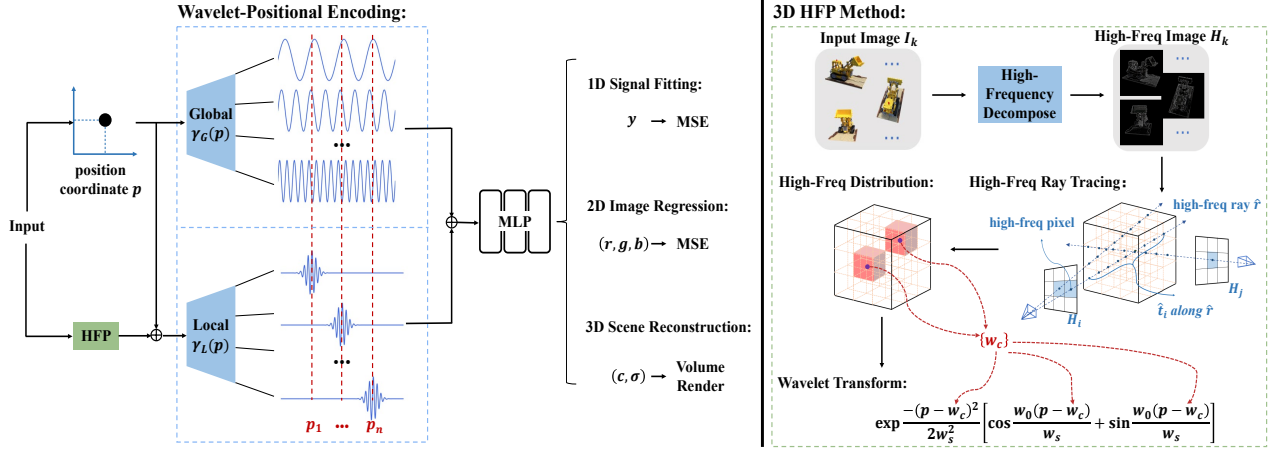 Wavelet-Positional Encoding:
position
coordinate p
Input
HFP
Global
γ_G(p)
...
Local
γ_L(p)
...
p_1 ... p_n
MLP
1D Signal Fitting:
y → MSE
2D Image Regression:
(r, g, b) → MSE
3D Scene Reconstruction:
(c, σ) → Volume
Render
3D HFP Method:
Input Image I_k
...
...
High-
Frequency
Decompose
High-Freq Image H_k
...
...
High-Freq Distribution:
High-Freq Ray Tracing:
high-freq pixel
high-freq ray r̂
H_i
H_j
t̂_i along r̂
{w_c}
Wavelet Transform:
exp \frac{-(p - w_c)^2}{2w_s^2} [cos \frac{w_0(p - w_c)}{w_s} + sin \frac{w_0(p - w_c)}{w_s}]